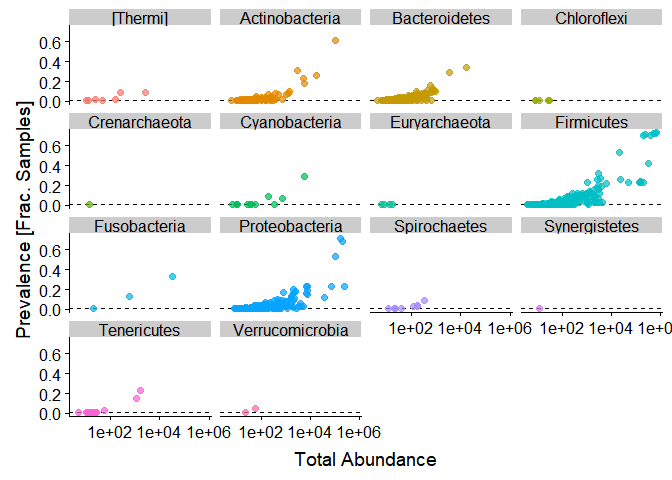 [Thermi] Actinobacteria Bacteroidetes Chloroflexi
0.6
0.4
0.2
0.0
Crenarchaeota Cyanobacteria Euryarchaeota Firmicutes
0.6
0.4
0.2
0.0
Fusobacteria Proteobacteria Spirochaetes Synergistetes
0.6
0.4
0.2
0.0
1e+02 1e+04 1e+06 1e+02 1e+04
Tenericutes Verrucomicrobia
0.6
0.4
0.2
0.0
1e+02 1e+04 1e+06 1e+02 1e+04 1e+06
Total Abundance
Prevalence [Frac. Samples]